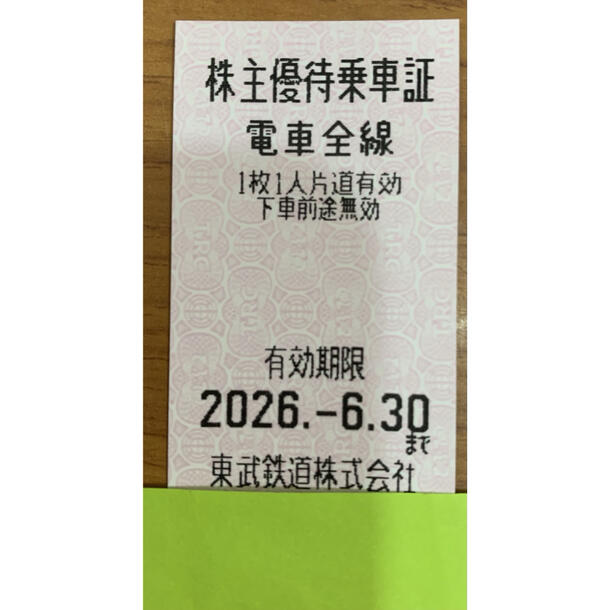 株主優待乗車証
電車全線
1枚1人片道有効
下車前途無効
有効期限
2026.-6.30
まで
東武鉄道株式会社